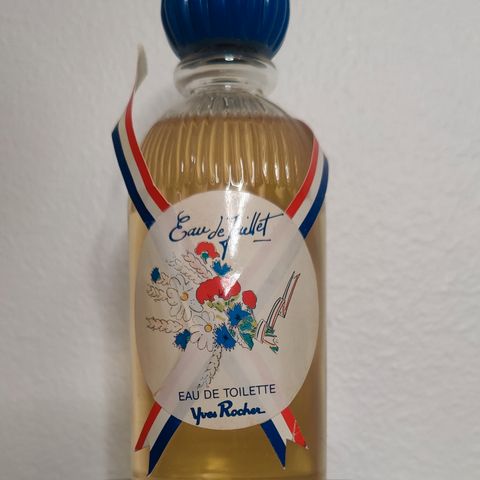 Eau de Juillet
EAU DE TOILETTE
Yves Rocher